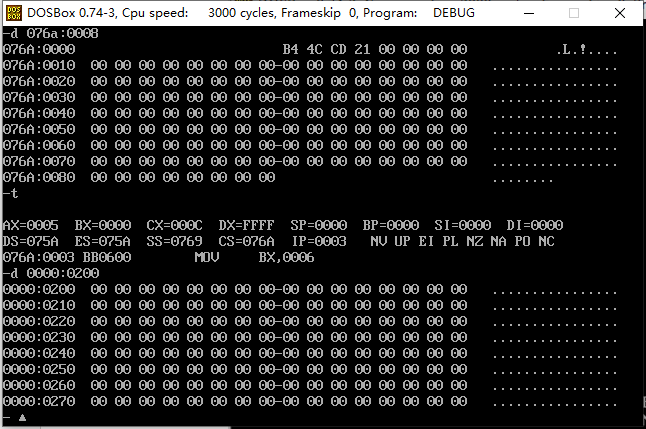 DOSBox 0.74-3, Cpu speed: 3000 cycles, Frameskip 0, Program: DEBUG
-d 076a:0008
076A:0000                          B4 4C CD 21 00 00 00 00           .L.!....
076A:0010  00 00 00 00 00 00 00 00-00 00 00 00 00 00 00 00   ................
076A:0020  00 00 00 00 00 00 00 00-00 00 00 00 00 00 00 00   ................
076A:0030  00 00 00 00 00 00 00 00-00 00 00 00 00 00 00 00   ................
076A:0040  00 00 00 00 00 00 00 00-00 00 00 00 00 00 00 00   ................
076A:0050  00 00 00 00 00 00 00 00-00 00 00 00 00 00 00 00   ................
076A:0060  00 00 00 00 00 00 00 00-00 00 00 00 00 00 00 00   ................
076A:0070  00 00 00 00 00 00 00 00-00 00 00 00 00 00 00 00   ................
076A:0080  00 00 00 00 00 00 00 00                           ........
-t
AX=0005  BX=0000  CX=000C  DX=FFFF  SP=0000  BP=0000  SI=0000  DI=0000
DS=075A  ES=075A  SS=0769  CS=076A  IP=0003   NV UP EI PL NZ NA PO NC
076A:0003 BB0600        MOV     BX,0006
-d 0000:0200
0000:0200  00 00 00 00 00 00 00 00-00 00 00 00 00 00 00 00   ................
0000:0210  00 00 00 00 00 00 00 00-00 00 00 00 00 00 00 00   ................
0000:0220  00 00 00 00 00 00 00 00-00 00 00 00 00 00 00 00   ................
0000:0230  00 00 00 00 00 00 00 00-00 00 00 00 00 00 00 00   ................
0000:0240  00 00 00 00 00 00 00 00-00 00 00 00 00 00 00 00   ................
0000:0250  00 00 00 00 00 00 00 00-00 00 00 00 00 00 00 00   ................
0000:0260  00 00 00 00 00 00 00 00-00 00 00 00 00 00 00 00   ................
0000:0270  00 00 00 00 00 00 00 00-00 00 00 00 00 00 00 00   ................
- ▲